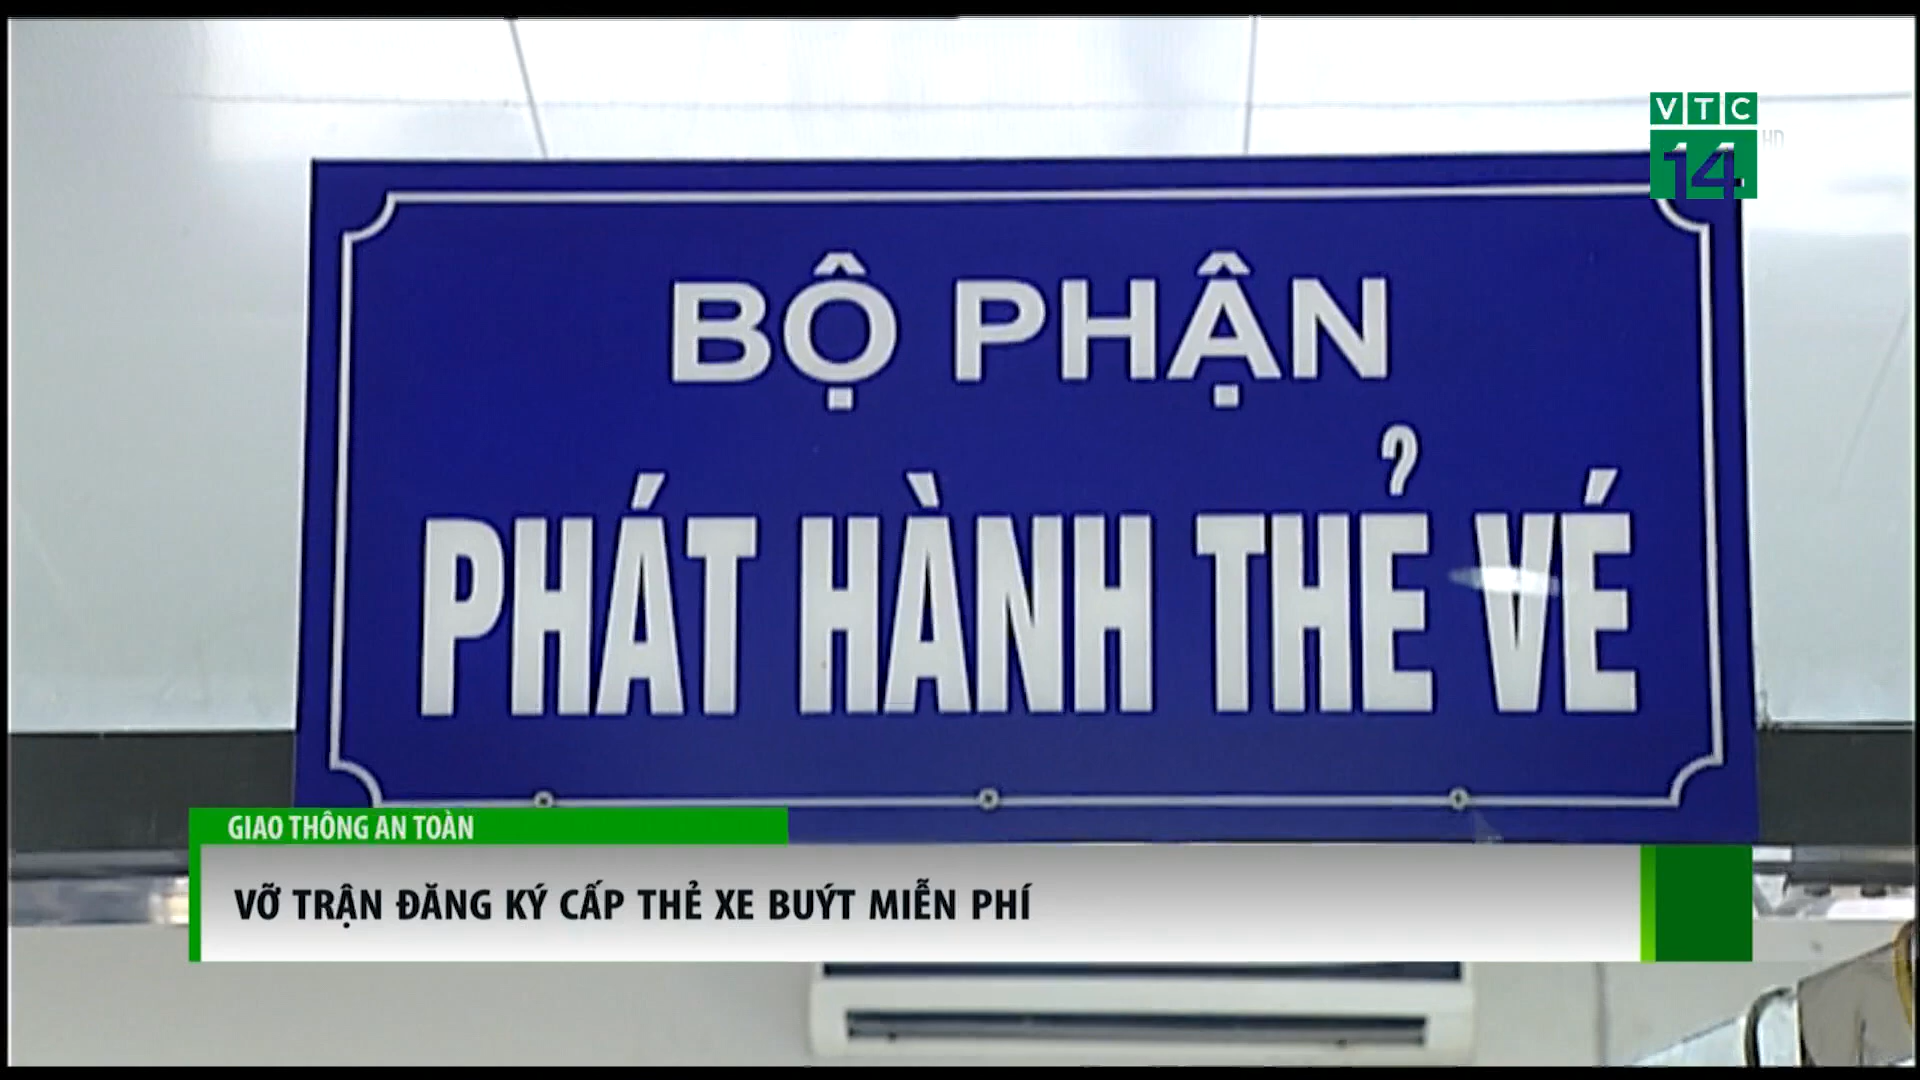 VTC
14
HD
BỘ PHẬN
PHÁT HÀNH THẺ VÉ
GIAO THÔNG AN TOÀN
VỠ TRẬN ĐĂNG KÝ CẤP THẺ XE BUÝT MIỄN PHÍ